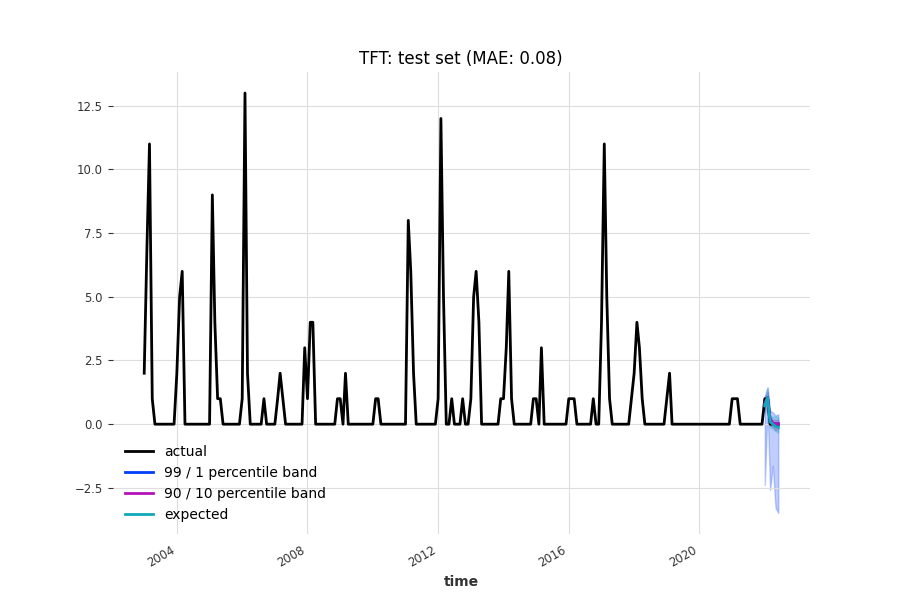 TFT: test set (MAE: 0.08)
12.5
10.0
7.5
5.0
2.5
0.0
−2.5
actual
99 / 1 percentile band
90 / 10 percentile band
expected
2004
2008
2012
2016
2020
time